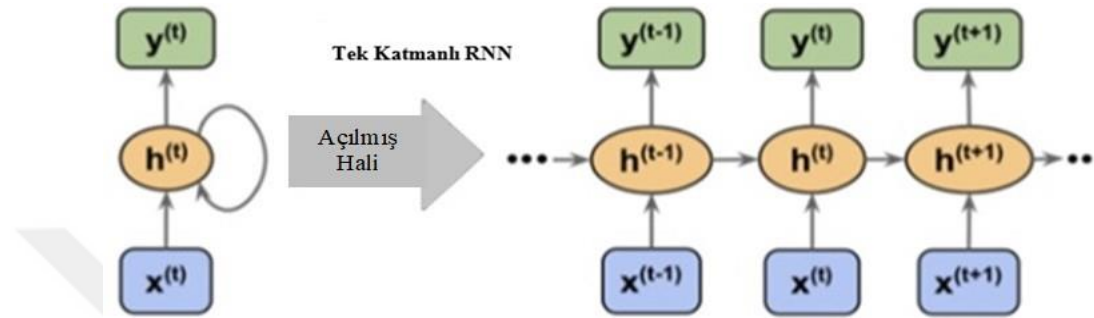 y(t)
Tek Katmanlı RNN
y(t-1) y(t) y(t+1)
h(t)
Açılmış
Hali
••• h(t-1) h(t) h(t+1) ••
x(t)
x(t-1) x(t) x(t+1)